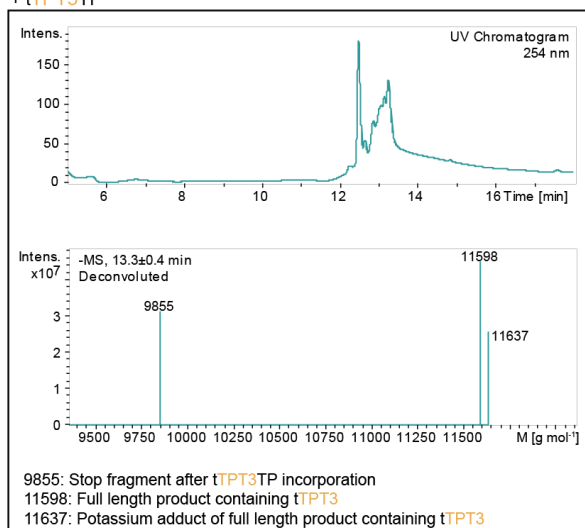 + tTPT3TP
Intens.
UV Chromatogram
254 nm
150
100
50
0
6 8 10 12 14 16 Time [min]
Intens.
x10⁷
-MS, 13.3±0.4 min
Deconvoluted
11598
9855
11637
3
2
1
0
9500 9750 10000 10250 10500 10750 11000 11250 11500 M [g mol⁻¹]
9855: Stop fragment after tTPT3TP incorporation
11598: Full length product containing tTPT3
11637: Potassium adduct of full length product containing tTPT3